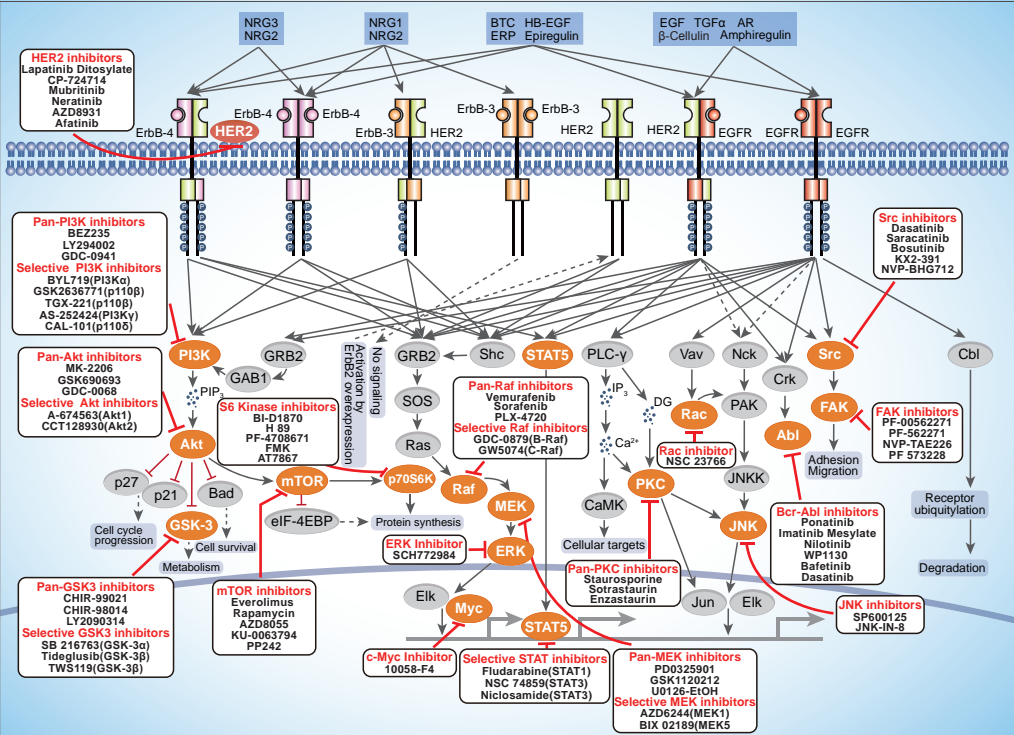 NRG3
NRG2
NRG1
NRG2
BTC HB-EGF
ERP Epiregulin
EGF TGFα AR
β-Cellulin Amphiregulin
HER2 inhibitors
Lapatinib Ditosylate
CP-724714
Mubritinib
Neratinib
AZD8931
Afatinib
ErbB-4
HER2
ErbB-4
ErbB-4
ErbB-3
HER2
ErbB-3
ErbB-3
HER2
HER2
EGFR
EGFR
EGFR
Pan-PI3K inhibitors
BEZ235
LY294002
GDC-0941
Selective PI3K inhibitors
BYL719(PI3Kα)
GSK2636771(p110β)
TGX-221(p110β)
AS-252424(PI3Kγ)
CAL-101(p110δ)
Src inhibitors
Dasatinib
Saracatinib
Bosutinib
KX2-391
NVP-BHG712
PI3K
GRB2
GAB1
Activation by
ErbB2 overexpression
No signaling
GRB2
Shc
STAT5
PLC-γ
Vav
Nck
Crk
Src
Cbl
Pan-Akt inhibitors
MK-2206
GSK690693
GDC-0068
Selective Akt inhibitors
A-674563(Akt1)
CCT128930(Akt2)
PIP3
SOS
Ras
IP3
DG
Ca2+
Rac
PAK
Abl
FAK
S6 Kinase inhibitors
BI-D1870
H 89
PF-4708671
FMK
AT7867
Pan-Raf inhibitors
Vemurafenib
Sorafenib
PLX-4720
Selective Raf inhibitors
GDC-0879(B-Raf)
GW5074(C-Raf)
Rac inhibitor
NSC 23766
FAK inhibitors
PF-00562271
PF-562271
NVP-TAE226
PF 573228
Adhesion
Migration
Akt
p27
p21
Bad
GSK-3
mTOR
eIF-4EBP
p70S6K
Raf
MEK
ERK
CaMK
PKC
JNKK
JNK
Cell cycle
progression
Cell survival
Metabolism
Protein synthesis
Cellular targets
Receptor
ubiquitylation
Degradation
ERK Inhibitor
SCH772984
Bcr-Abl inhibitors
Ponatinib
Imatinib Mesylate
Nilotinib
WP1130
Bafetinib
Dasatinib
Pan-PKC inhibitors
Staurosporine
Sotrastaurin
Enzastaurin
Pan-GSK3 inhibitors
CHIR-99021
CHIR-98014
LY2090314
Selective GSK3 inhibitors
SB 216763(GSK-3α)
Tideglusib(GSK-3β)
TWS119(GSK-3β)
mTOR inhibitors
Everolimus
Rapamycin
AZD8055
KU-0063794
PP242
Elk
Myc
STAT5
Jun
Elk
JNK inhibitors
SP600125
JNK-IN-8
c-Myc Inhibitor
10058-F4
Selective STAT inhibitors
Fludarabine(STAT1)
NSC 74859(STAT3)
Niclosamide(STAT3)
Pan-MEK inhibitors
PD0325901
GSK1120212
U0126-EtOH
Selective MEK inhibitors
AZD6244(MEK1)
BIX 02189(MEK5